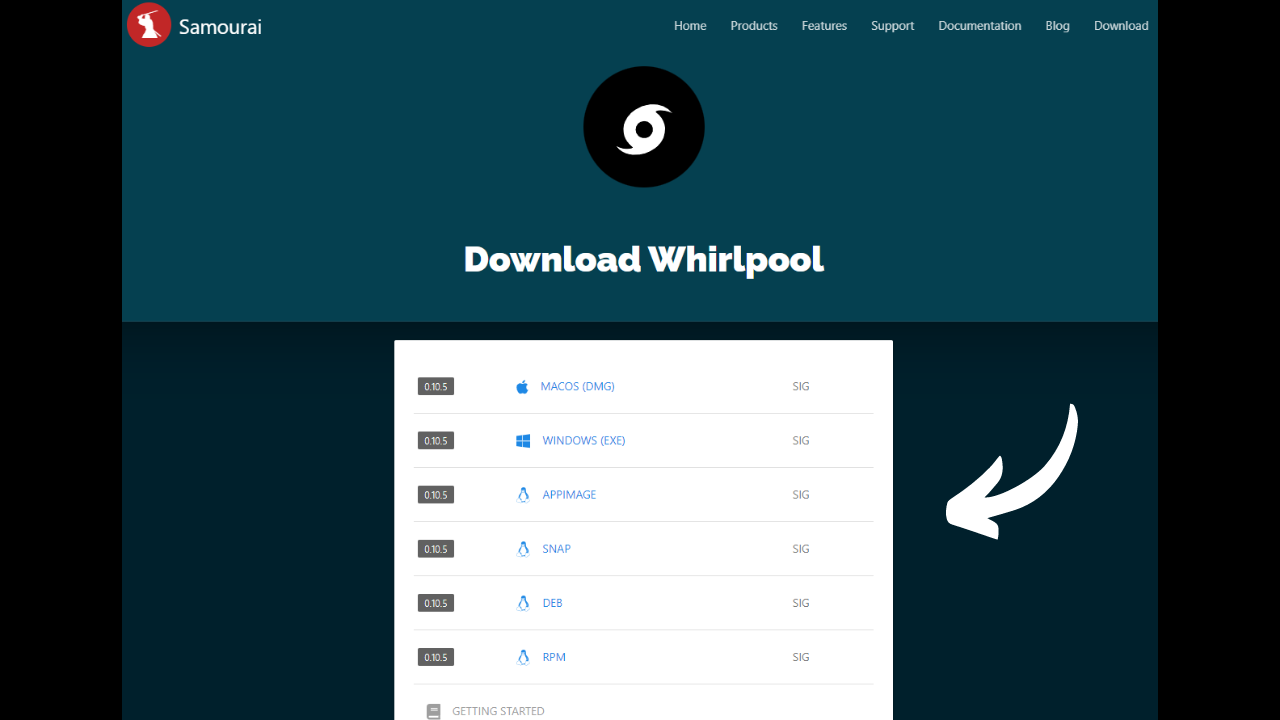 Samourai
Home Products Features Support Documentation Blog Download
Download Whirlpool
0.10.5 MACOS (DMG) SIG
0.10.5 WINDOWS (EXE) SIG
0.10.5 APPIMAGE SIG
0.10.5 SNAP SIG
0.10.5 DEB SIG
0.10.5 RPM SIG
GETTING STARTED